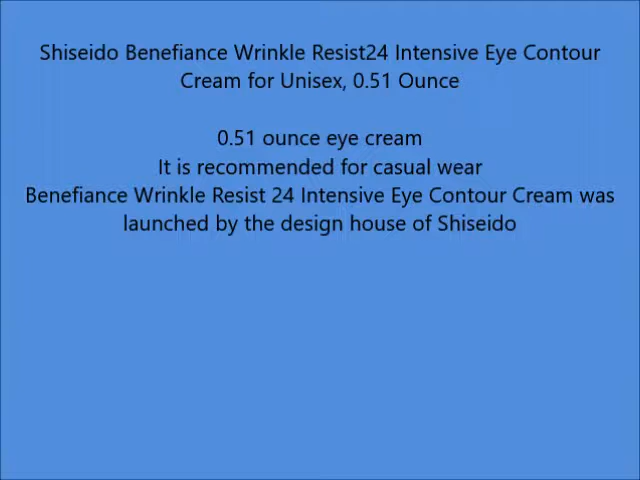 Shiseido Benefiance Wrinkle Resist24 Intensive Eye Contour
Cream for Unisex, 0.51 Ounce
0.51 ounce eye cream
It is recommended for casual wear
Benefiance Wrinkle Resist 24 Intensive Eye Contour Cream was
launched by the design house of Shiseido